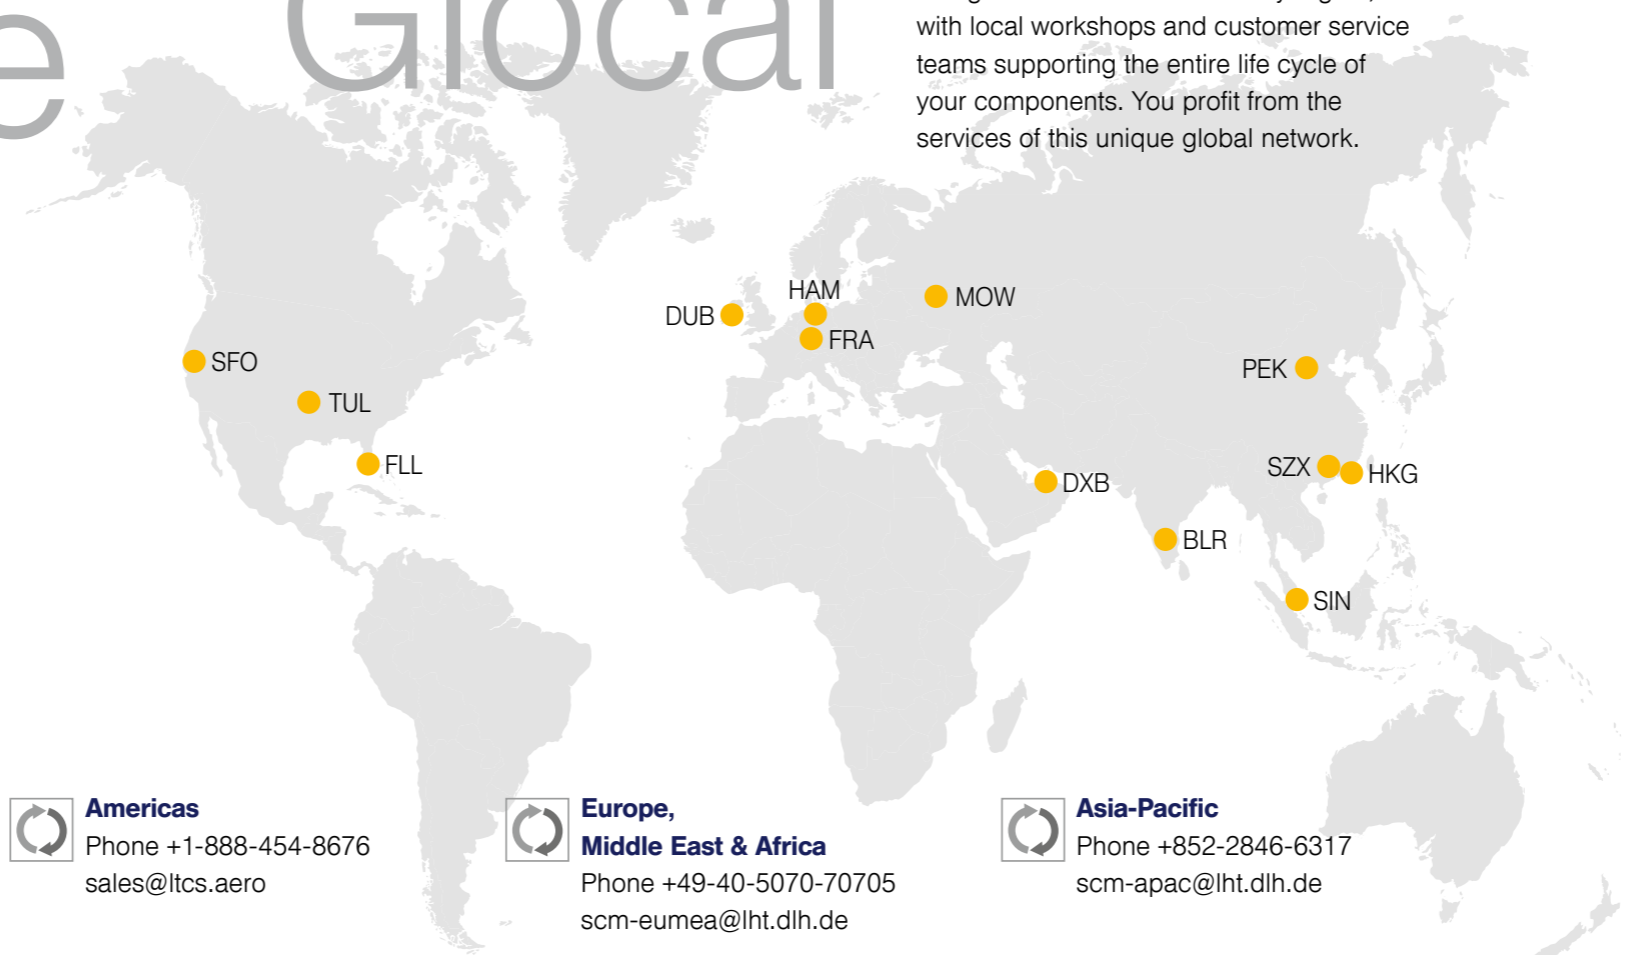 e
Glocal
with local workshops and customer service
teams supporting the entire life cycle of
your components. You profit from the
services of this unique global network.
HAM
MOW
DUB
FRA
SFO
PEK
TUL
FLL
SZX
HKG
DXB
BLR
SIN
Americas
Phone +1-888-454-8676
sales@ltcs.aero
Europe,
Middle East & Africa
Phone +49-40-5070-70705
scm-eumea@lht.dlh.de
Asia-Pacific
Phone +852-2846-6317
scm-apac@lht.dlh.de